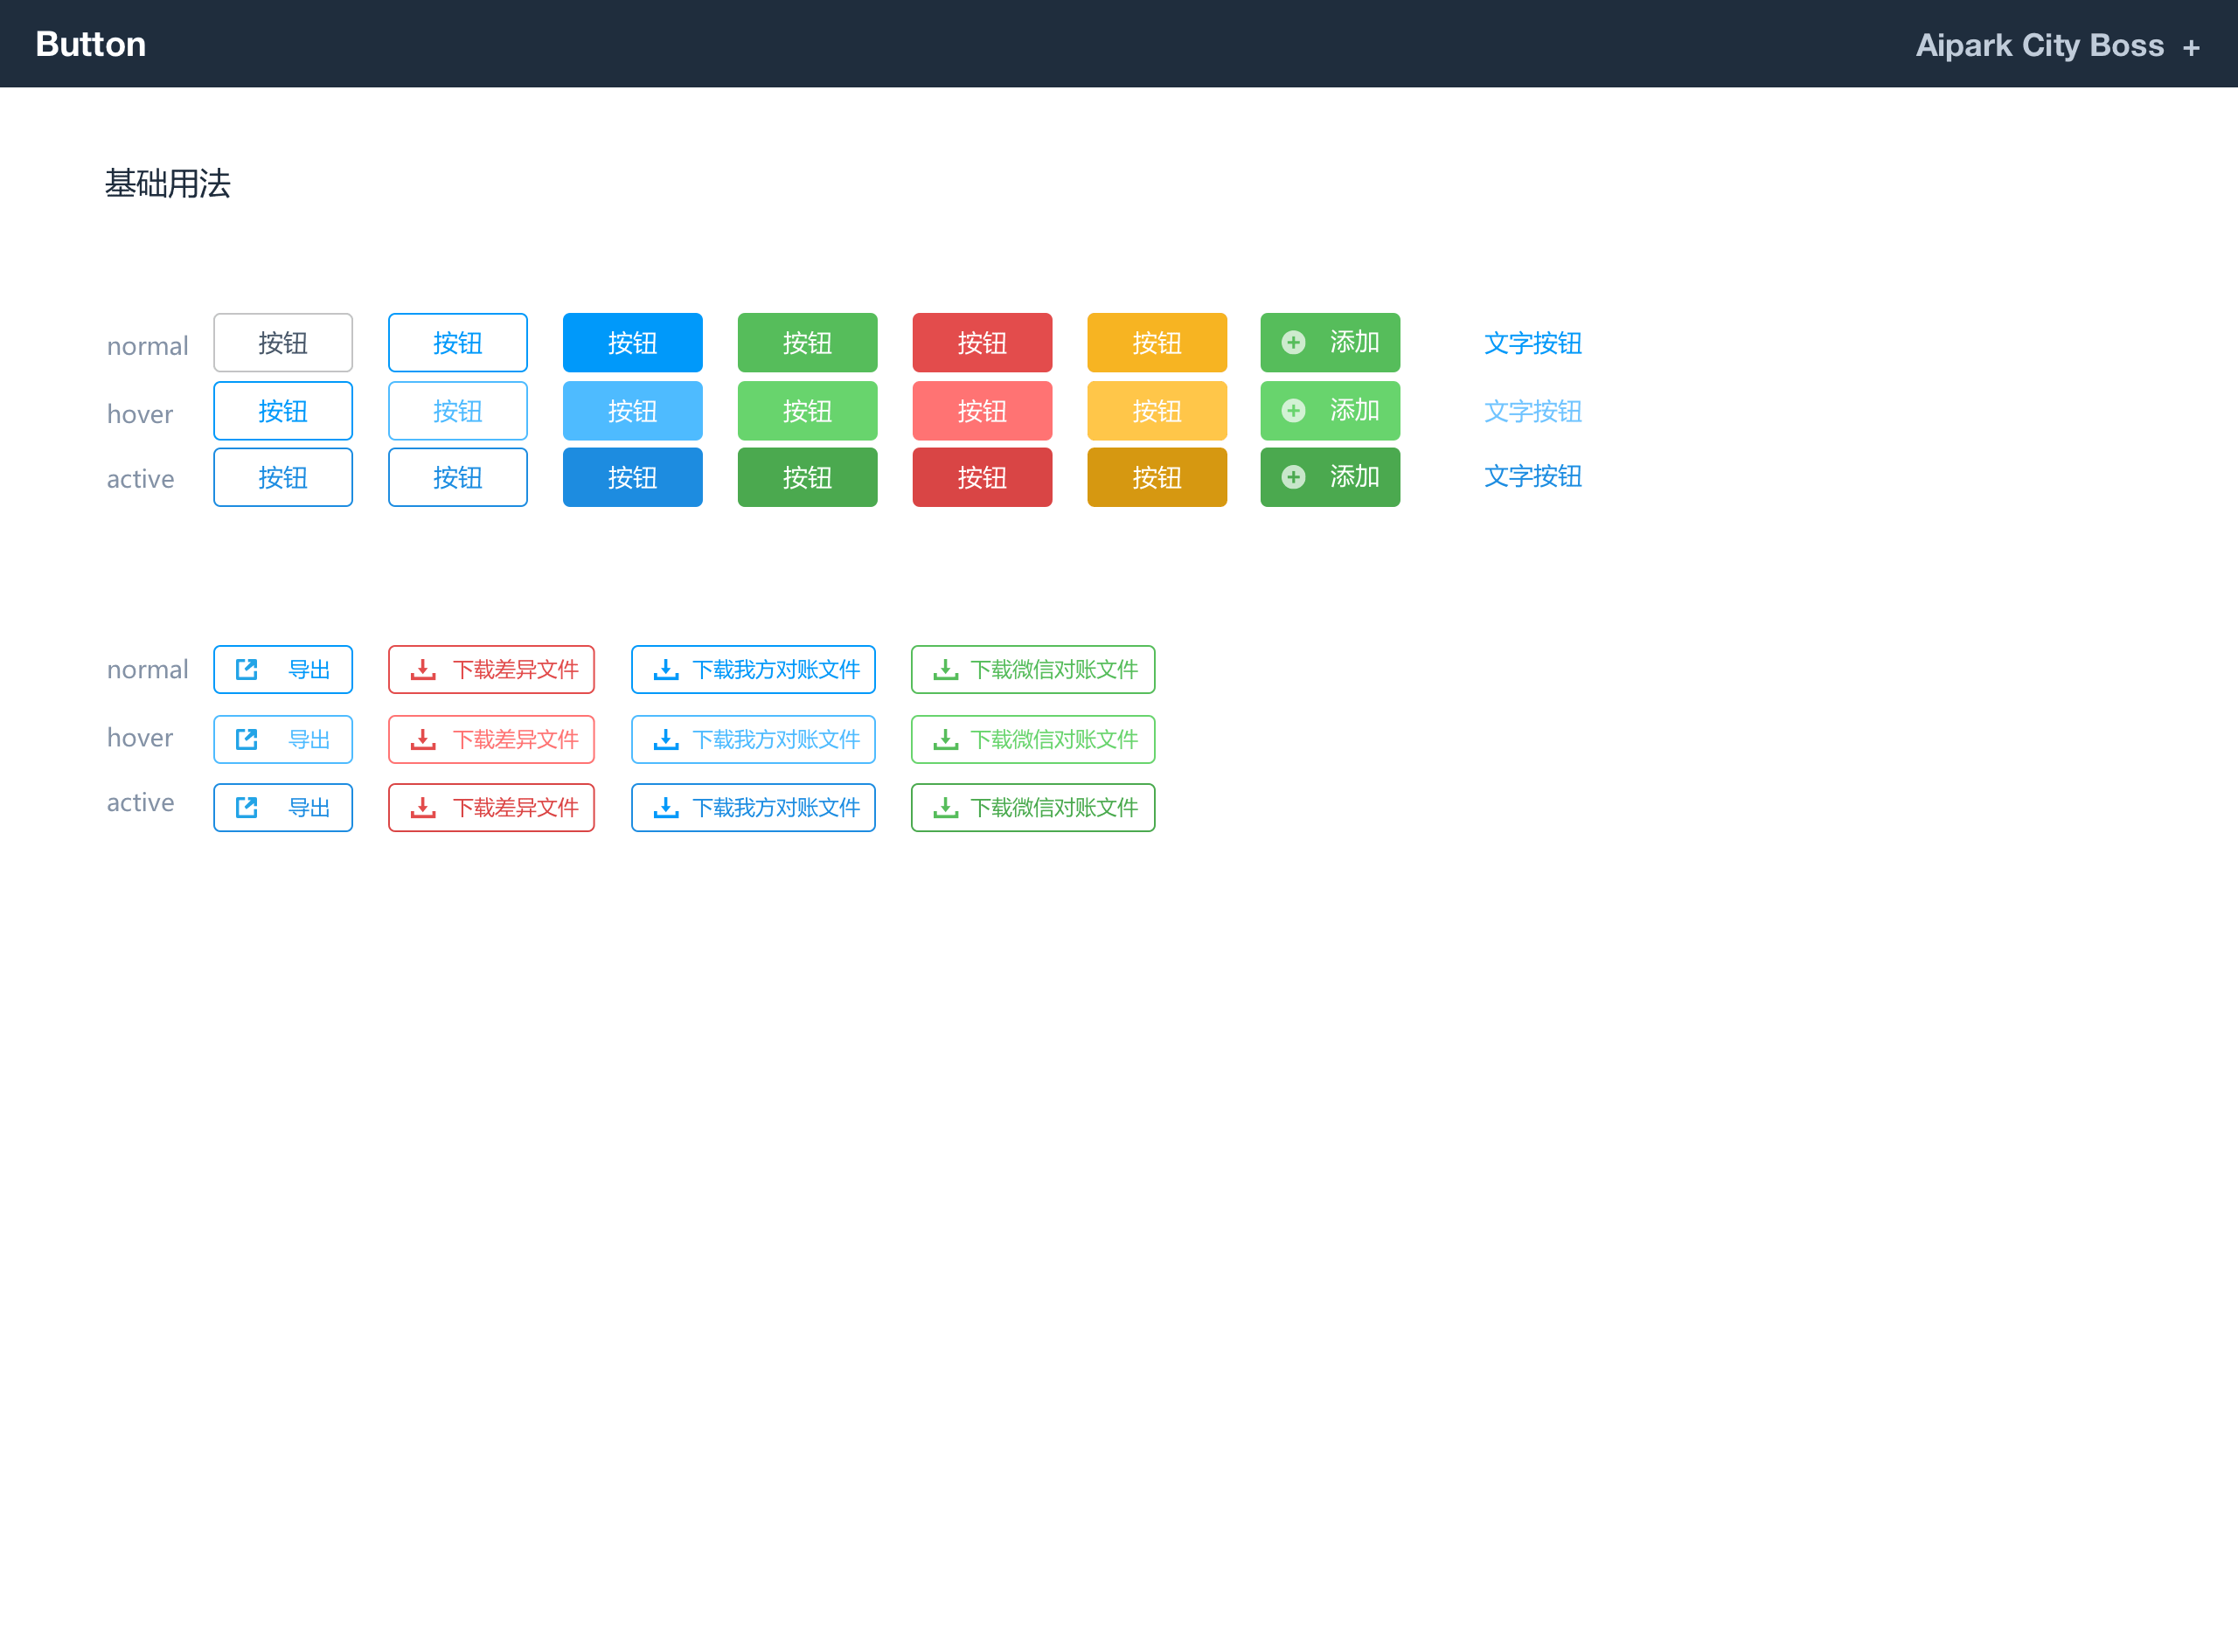 Button Aipark City Boss +
基础用法
normal 按钮 按钮 按钮 按钮 按钮 按钮 添加 文字按钮
hover 按钮 按钮 按钮 按钮 按钮 按钮 添加 文字按钮
active 按钮 按钮 按钮 按钮 按钮 按钮 添加 文字按钮
normal 导出 下载差异文件 下载我方对账文件 下载微信对账文件
hover 导出 下载差异文件 下载我方对账文件 下载微信对账文件
active 导出 下载差异文件 下载我方对账文件 下载微信对账文件